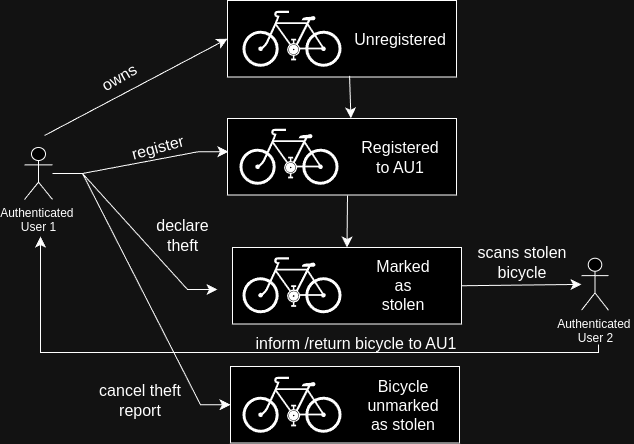 owns
Unregistered
register
Registered
to AU1
Authenticated
User 1
declare
theft
Marked
as
stolen
scans stolen
bicycle
Authenticated
User 2
inform /return bicycle to AU1
cancel theft
report
Bicycle
unmarked
as stolen